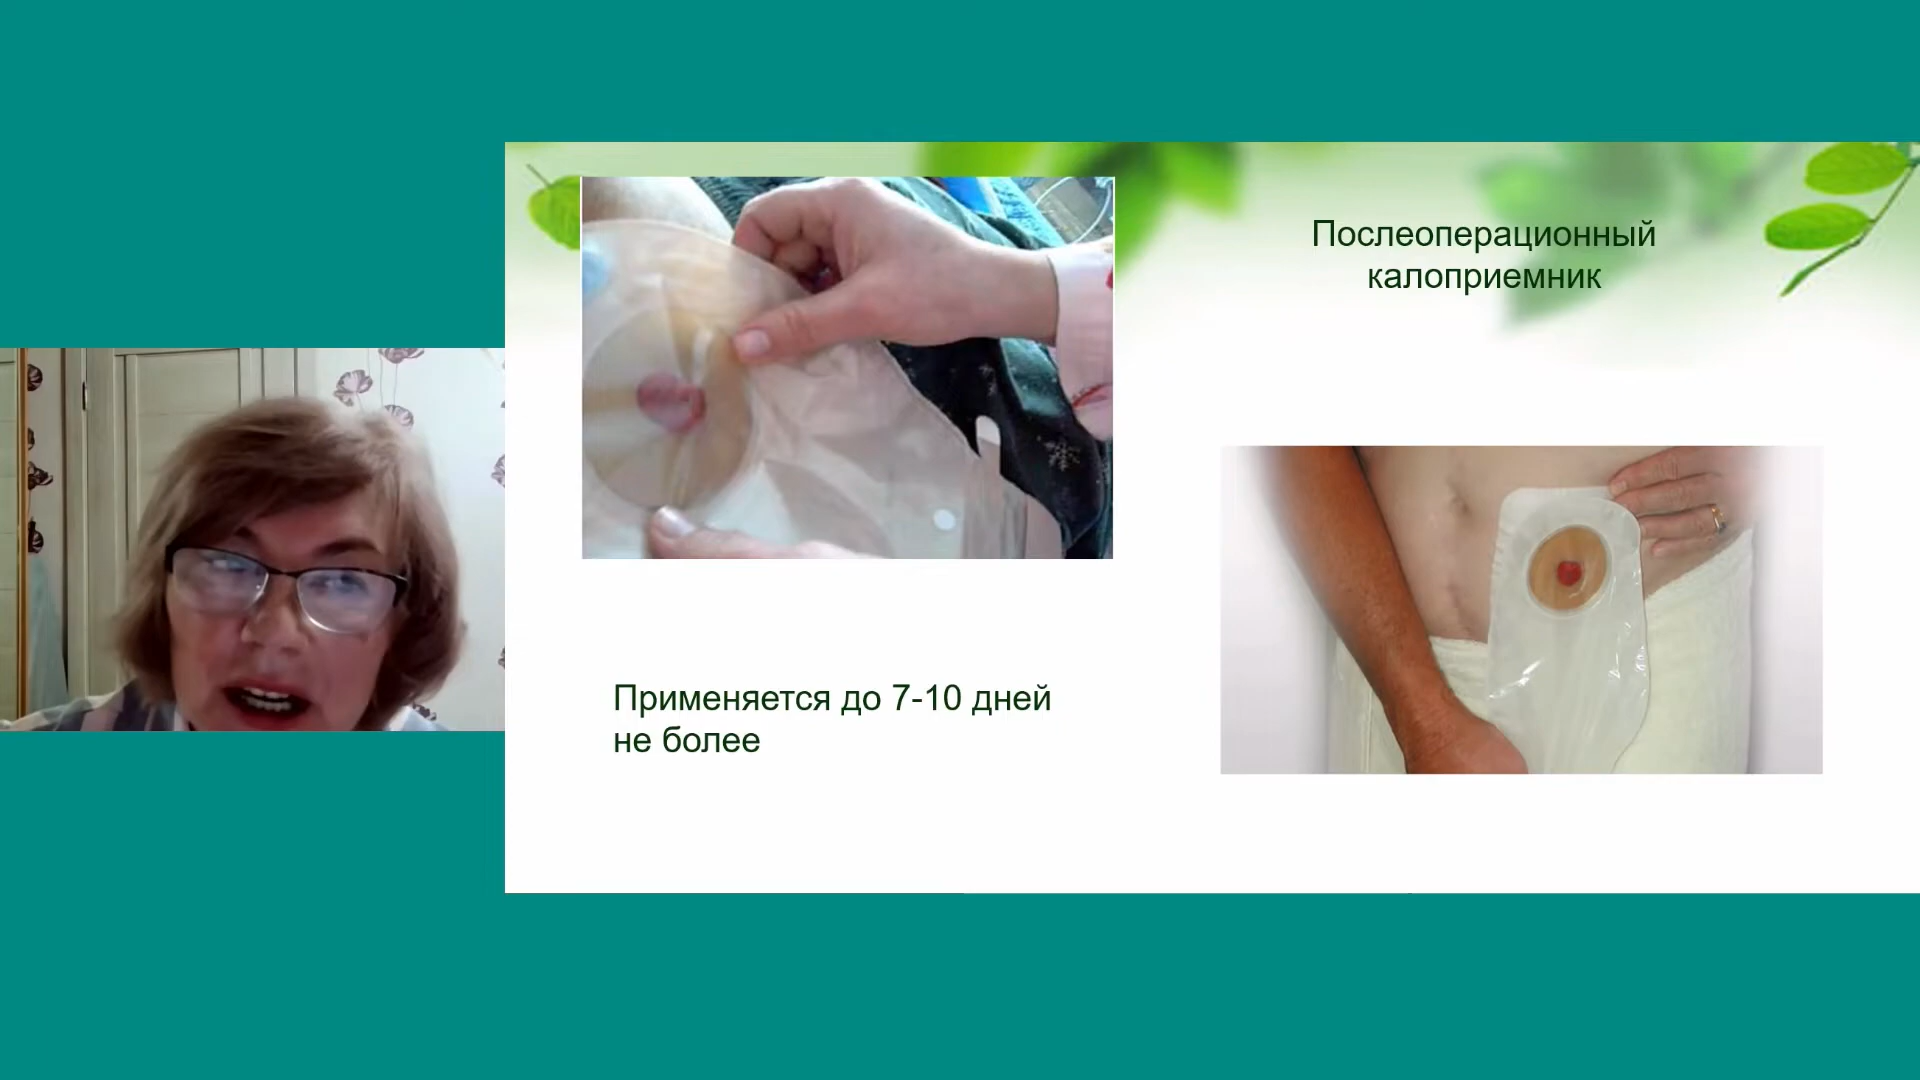 Послеоперационный
калоприемник
Применяется до 7-10 дней
не более